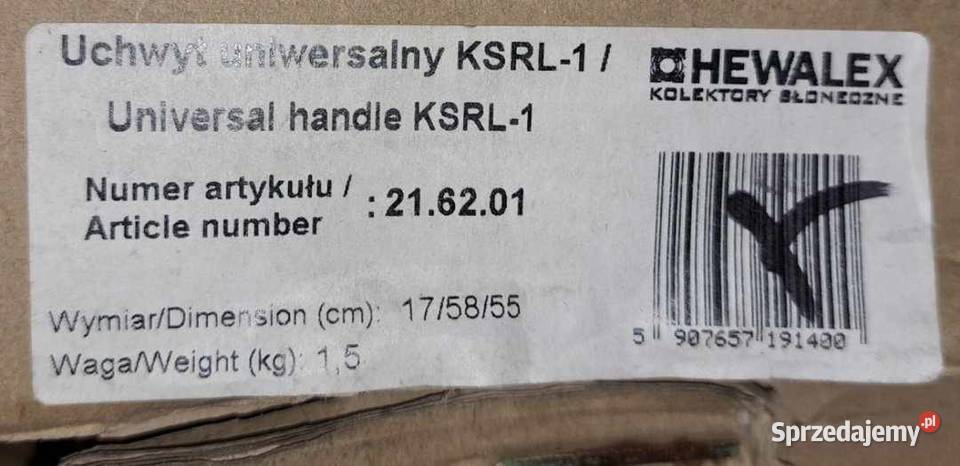 Uchwyt uniwersalny KSRL-1 /
Universal handle KSRL-1
HEWALEX
KOLEKTORY SŁONECZNE
Numer artykułu /
Article number
: 21.62.01
Wymiar/Dimension (cm): 17/58/55
Waga/Weight (kg): 1,5
5 907657 191400
Sprzedajemy.pl